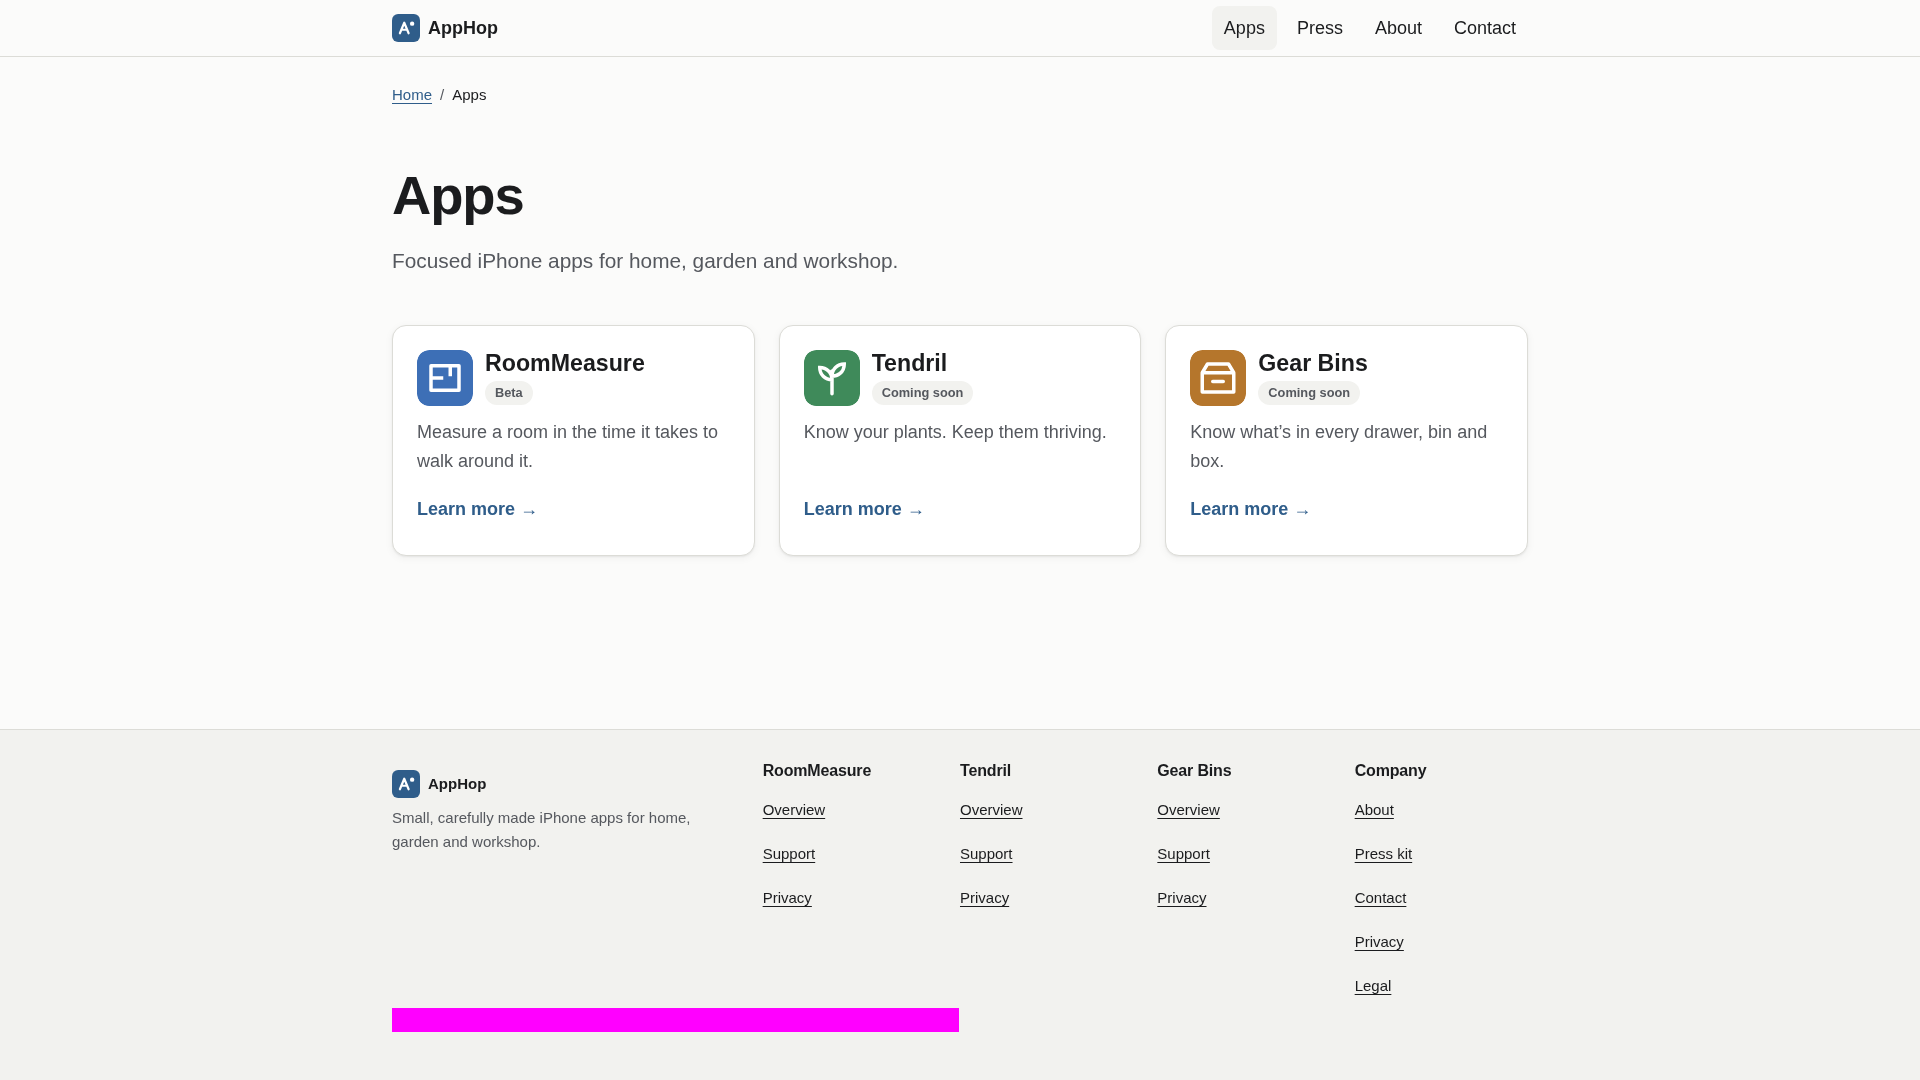 AppHop
Apps
Press
About
Contact
Home / Apps
Apps
Focused iPhone apps for home, garden and workshop.
RoomMeasure
Beta
Measure a room in the time it takes to
walk around it.
Learn more →
Tendril
Coming soon
Know your plants. Keep them thriving.
Learn more →
Gear Bins
Coming soon
Know what’s in every drawer, bin and
box.
Learn more →
AppHop
Small, carefully made iPhone apps for home,
garden and workshop.
RoomMeasure
Overview
Support
Privacy
Tendril
Overview
Support
Privacy
Gear Bins
Overview
Support
Privacy
Company
About
Press kit
Contact
Privacy
Legal